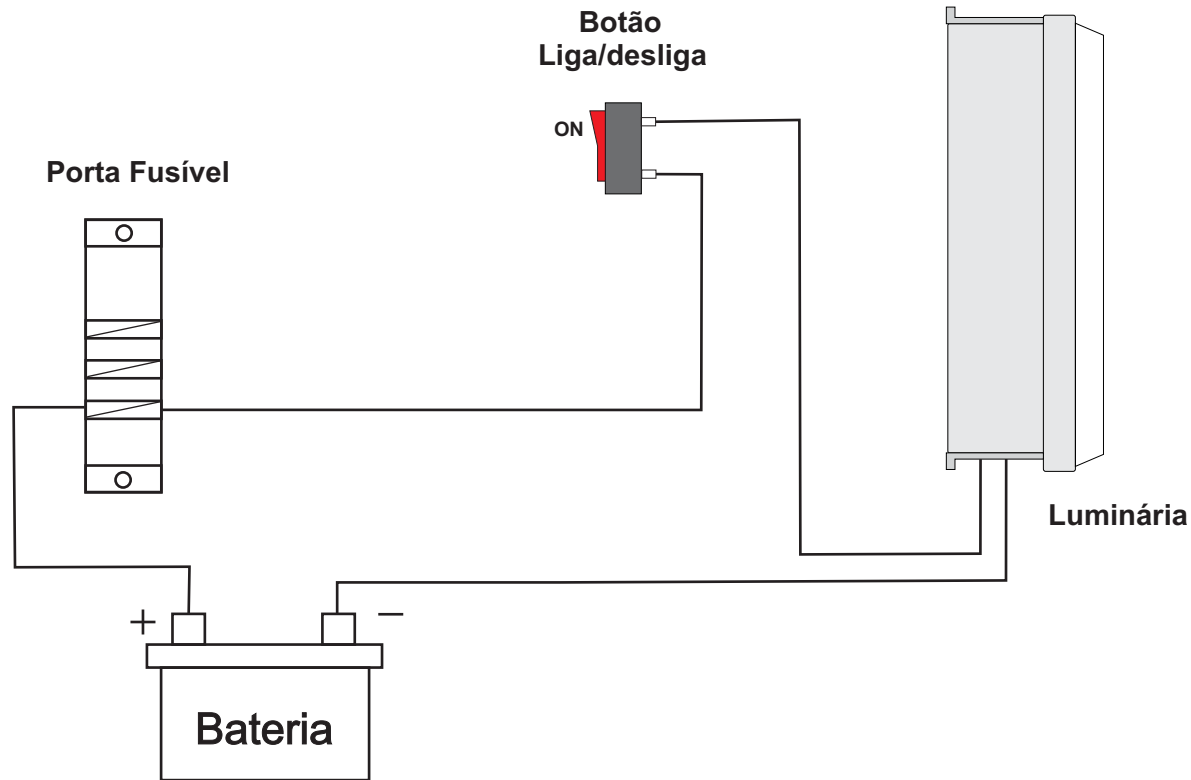 Botão
Liga/desliga
ON
Porta Fusível
Luminária
+
−
Bateria